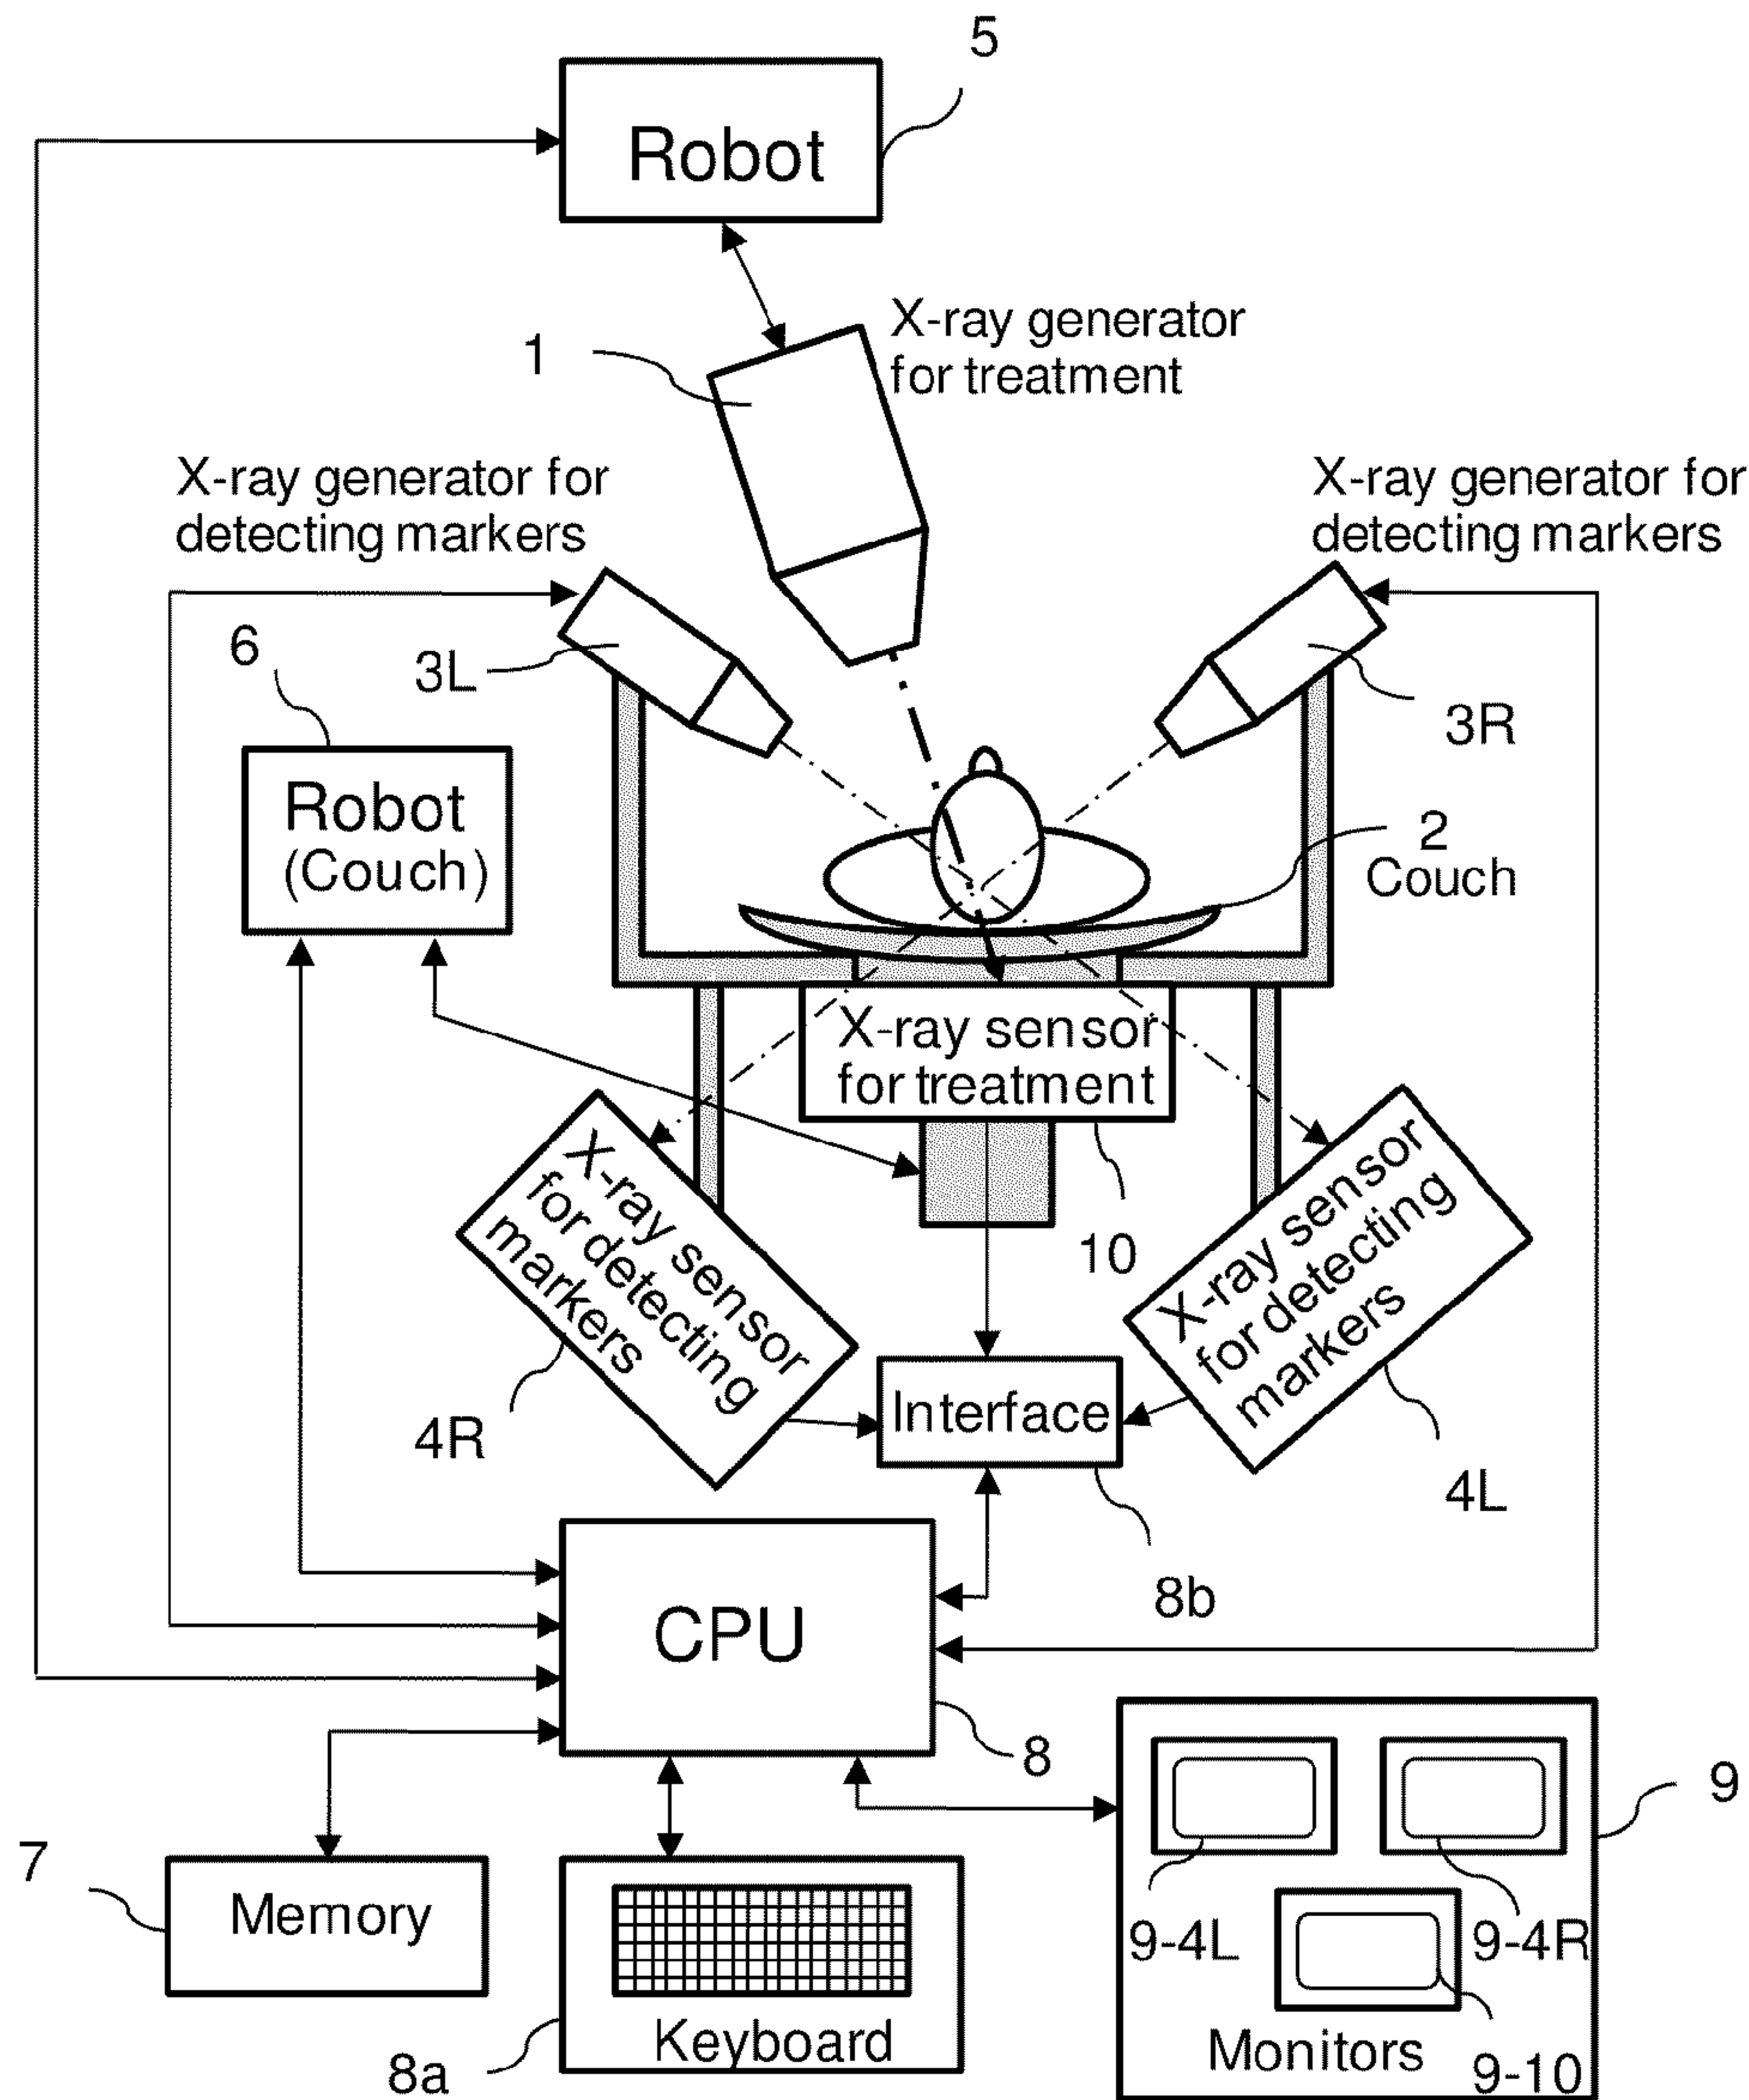 5
Robot
1
X-ray generator
for treatment
X-ray generator for
detecting markers
X-ray generator for
detecting markers
6
3L
3R
Robot
(Couch)
2
Couch
X-ray sensor
for treatment
X-ray sensor
for detecting
markers
X-ray sensor
for detecting
markers
10
4R
Interface
4L
8b
CPU
8
9
7
Memory
9-4L
9-4R
Keyboard
8a
Monitors
9-10